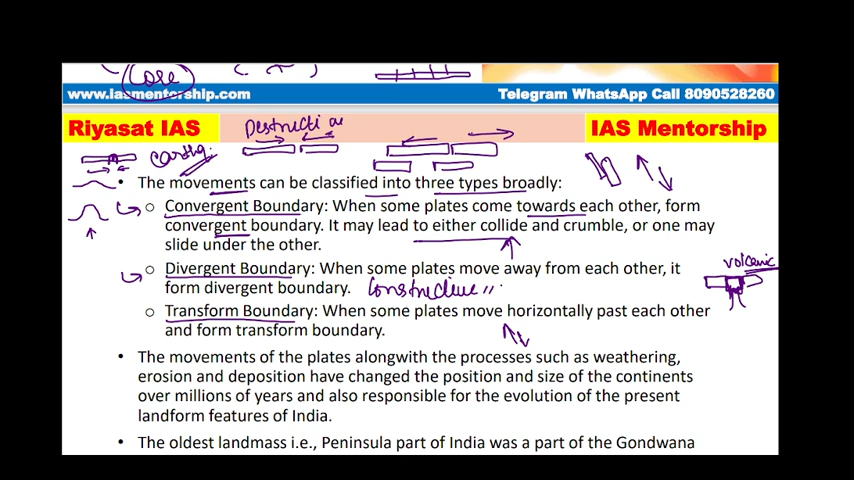 Core
www.iasmentorship.com Telegram WhatsApp Call 8090528260
Riyasat IAS Destructi IAS Mentorship
• The movements can be classified into three types broadly:
o Convergent Boundary: When some plates come towards each other, form
convergent boundary. It may lead to either collide and crumble, or one may
slide under the other.
volcanic
o Divergent Boundary: When some plates move away from each other, it
form divergent boundary.
o Transform Boundary: When some plates move horizontally past each other
and form transform boundary.
• The movements of the plates alongwith the processes such as weathering,
erosion and deposition have changed the position and size of the continents
over millions of years and also responsible for the evolution of the present
landform features of India.
• The oldest landmass i.e., Peninsula part of India was a part of the Gondwana